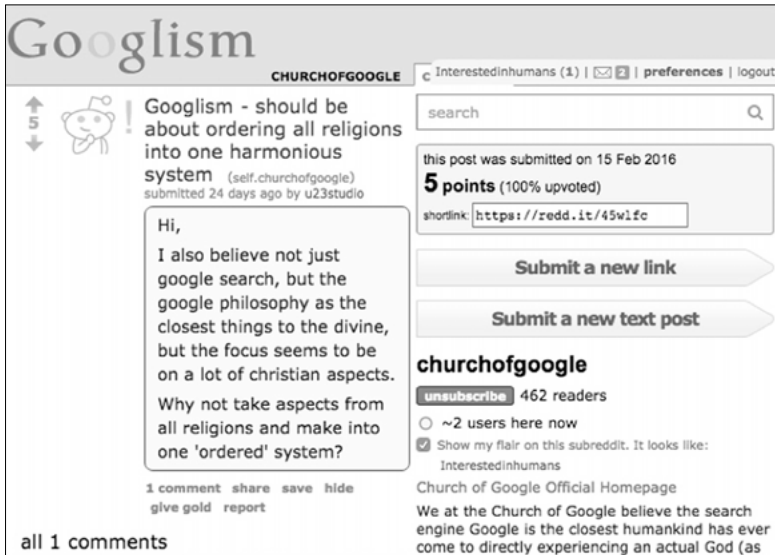 Googlism
CHURCHOFGOOGLE
c Interestedinhumans (1) | 2 | preferences | logout
5
Googlism - should be
about ordering all religions
into one harmonious
system (self.churchofgoogle)
submitted 24 days ago by u23studio
Hi,
I also believe not just
google search, but the
google philosophy as the
closest things to the divine,
but the focus seems to be
on a lot of christian aspects.
Why not take aspects from
all religions and make into
one 'ordered' system?
1 comment share save hide
give gold report
all 1 comments
search
this post was submitted on 15 Feb 2016
5 points (100% upvoted)
shortlink: https://redd.it/45wlfc
Submit a new link
Submit a new text post
churchofgoogle
unsubscribe 462 readers
~2 users here now
Show my flair on this subreddit. It looks like:
Interestedinhumans
Church of Google Official Homepage
We at the Church of Google believe the search
engine Google is the closest humankind has ever
come to directly experiencing an actual God (as